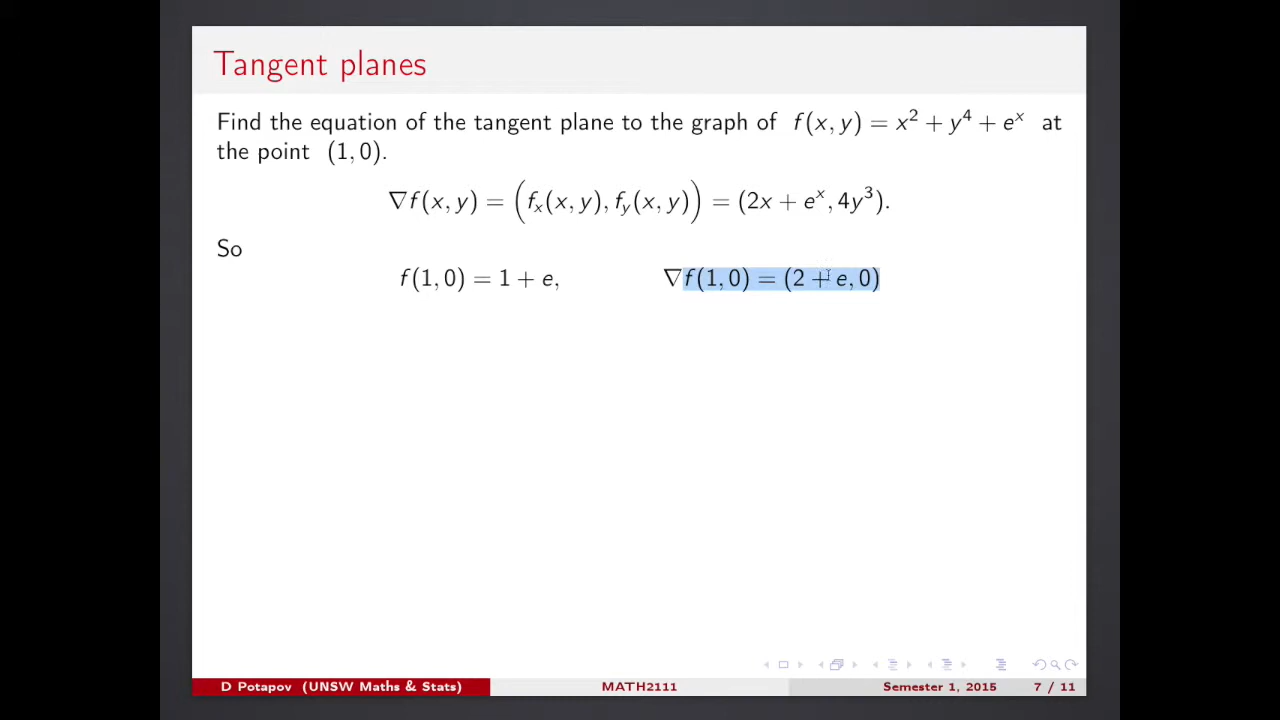 Tangent planes
Find the equation of the tangent plane to the graph of f(x, y) = x² + y⁴ + eˣ at
the point (1, 0).
∇f(x, y) = (fₓ(x, y), f_y(x, y)) = (2x + eˣ, 4y³).
So
f(1, 0) = 1 + e, ∇f(1, 0) = (2 + e, 0)
D Potapov (UNSW Maths & Stats) MATH2111 Semester 1, 2015 7 / 11